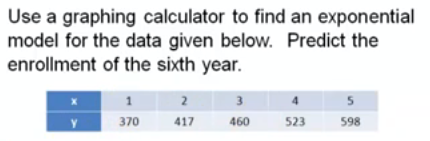 Use a graphing calculator to find an exponential
model for the data given below. Predict the
enrollment of the sixth year.
x 1 2 3 4 5
y 370 417 460 523 598